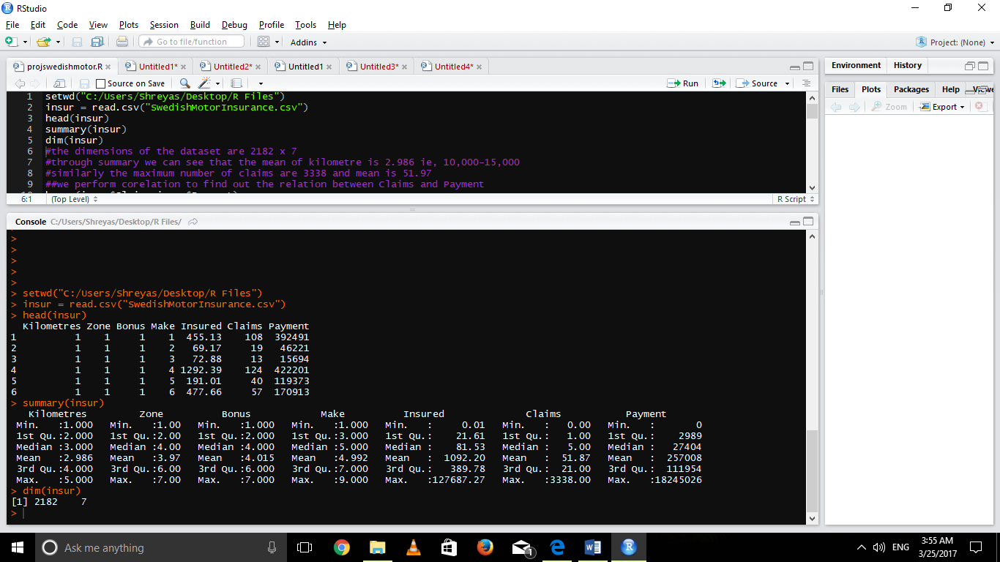 RStudio
File Edit Code View Plots Session Build Debug Profile Tools Help
Go to file/function Addins Project: (None)
projswedishmotor.R Untitled1* Untitled2* Untitled1 Untitled3* Untitled4*
Source on Save Run Source
1 setwd("C:/Users/Shreyas/Desktop/R Files")
2 insur = read.csv("SwedishMotorInsurance.csv")
3 head(insur)
4 summary(insur)
5 dim(insur)
6 #the dimensions of the dataset are 2182 x 7
7 #through summary we can see that the mean of kilometre is 2.986 ie, 10,000-15,000
8 #similarly the maximum number of claims are 3338 and mean is 51.97
9 ##we perform corelation to find out the relation between Claims and Payment
6:1 (Top Level) R Script
Console C:/Users/Shreyas/Desktop/R Files/
>
>
>
>
>
> setwd("C:/Users/Shreyas/Desktop/R Files")
> insur = read.csv("SwedishMotorInsurance.csv")
> head(insur)
Kilometres Zone Bonus Make Insured Claims Payment
1 1 1 1 1 455.13 108 392491
2 1 1 1 2 69.17 19 46221
3 1 1 1 3 72.88 13 15694
4 1 1 1 4 1292.39 124 422201
5 1 1 1 5 191.01 40 119373
6 1 1 1 6 477.66 57 170913
> summary(insur)
Kilometres Zone Bonus Make Insured Claims Payment
Min. :1.000 Min. :1.00 Min. :1.000 Min. :1.000 Min. : 0.01 Min. : 0.00 Min. : 0
1st Qu.:2.000 1st Qu.:2.00 1st Qu.:2.000 1st Qu.:3.000 1st Qu.: 21.61 1st Qu.: 1.00 1st Qu.: 2989
Median :3.000 Median :4.00 Median :4.000 Median :5.000 Median : 81.53 Median : 5.00 Median : 27404
Mean :2.986 Mean :3.97 Mean :4.015 Mean :4.992 Mean : 1092.20 Mean : 51.87 Mean : 257008
3rd Qu.:4.000 3rd Qu.:6.00 3rd Qu.:6.000 3rd Qu.:7.000 3rd Qu.: 389.78 3rd Qu.: 21.00 3rd Qu.: 111954
Max. :5.000 Max. :7.00 Max. :7.000 Max. :9.000 Max. :127687.27 Max. :3338.00 Max. :18245026
> dim(insur)
[1] 2182 7
>
Environment History
Files Plots Packages Help
Zoom Export
Ask me anything
1
ENG
3:55 AM
3/25/2017